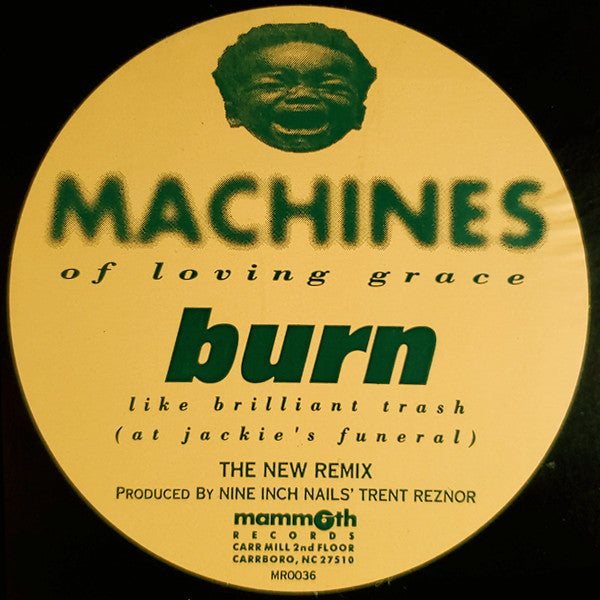 MACHINES
of loving grace
burn
like brilliant trash
(at jackie's funeral)
THE NEW REMIX
PRODUCED BY NINE INCH NAILS' TRENT REZNOR
mammoth
RECORDS
CARR MILL 2nd FLOOR
CARRBORO, NC 27510
MR0036